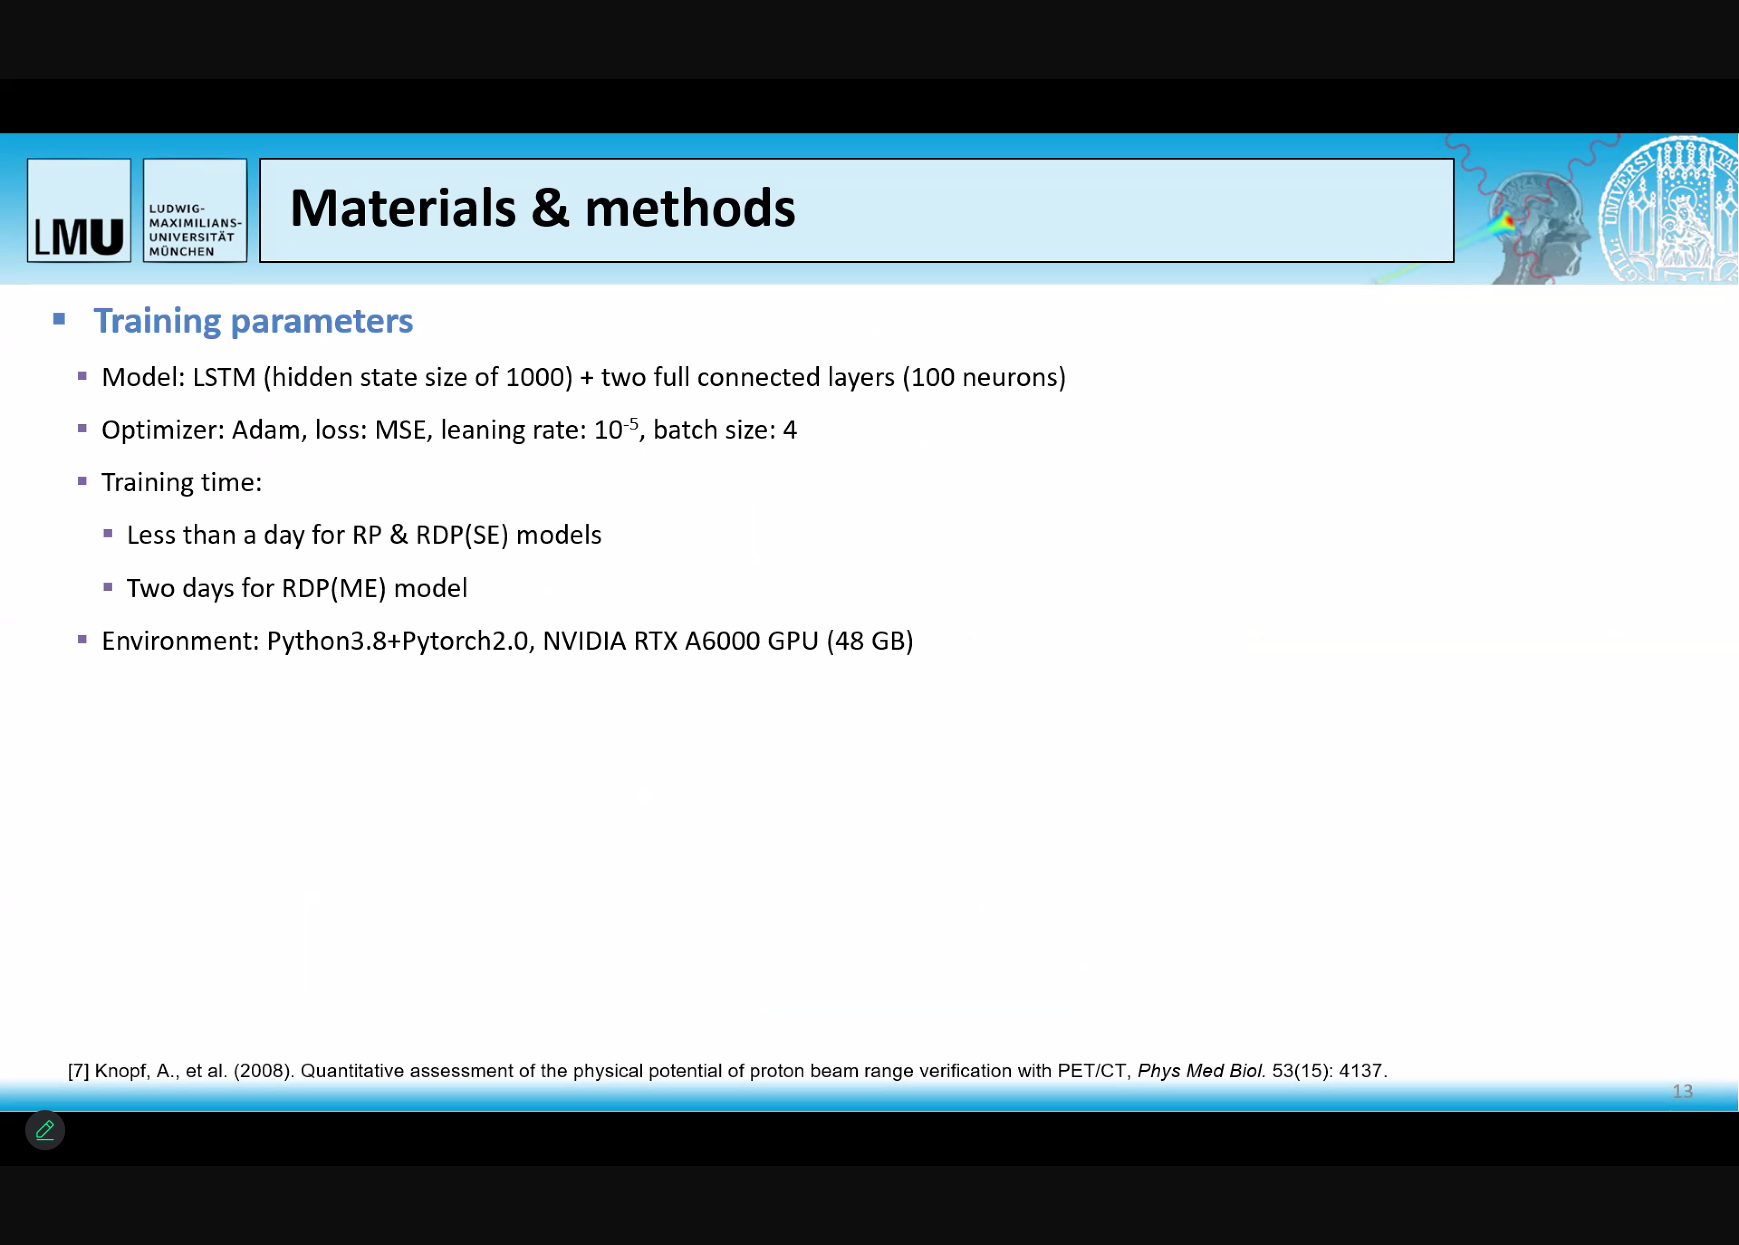 LMU
LUDWIG-
MAXIMILIANS-
UNIVERSITÄT
MÜNCHEN
Materials & methods
Training parameters
Model: LSTM (hidden state size of 1000) + two full connected layers (100 neurons)
Optimizer: Adam, loss: MSE, leaning rate: 10⁻⁵, batch size: 4
Training time:
Less than a day for RP & RDP(SE) models
Two days for RDP(ME) model
Environment: Python3.8+Pytorch2.0, NVIDIA RTX A6000 GPU (48 GB)
[7] Knopf, A., et al. (2008). Quantitative assessment of the physical potential of proton beam range verification with PET/CT, Phys Med Biol. 53(15): 4137.
13